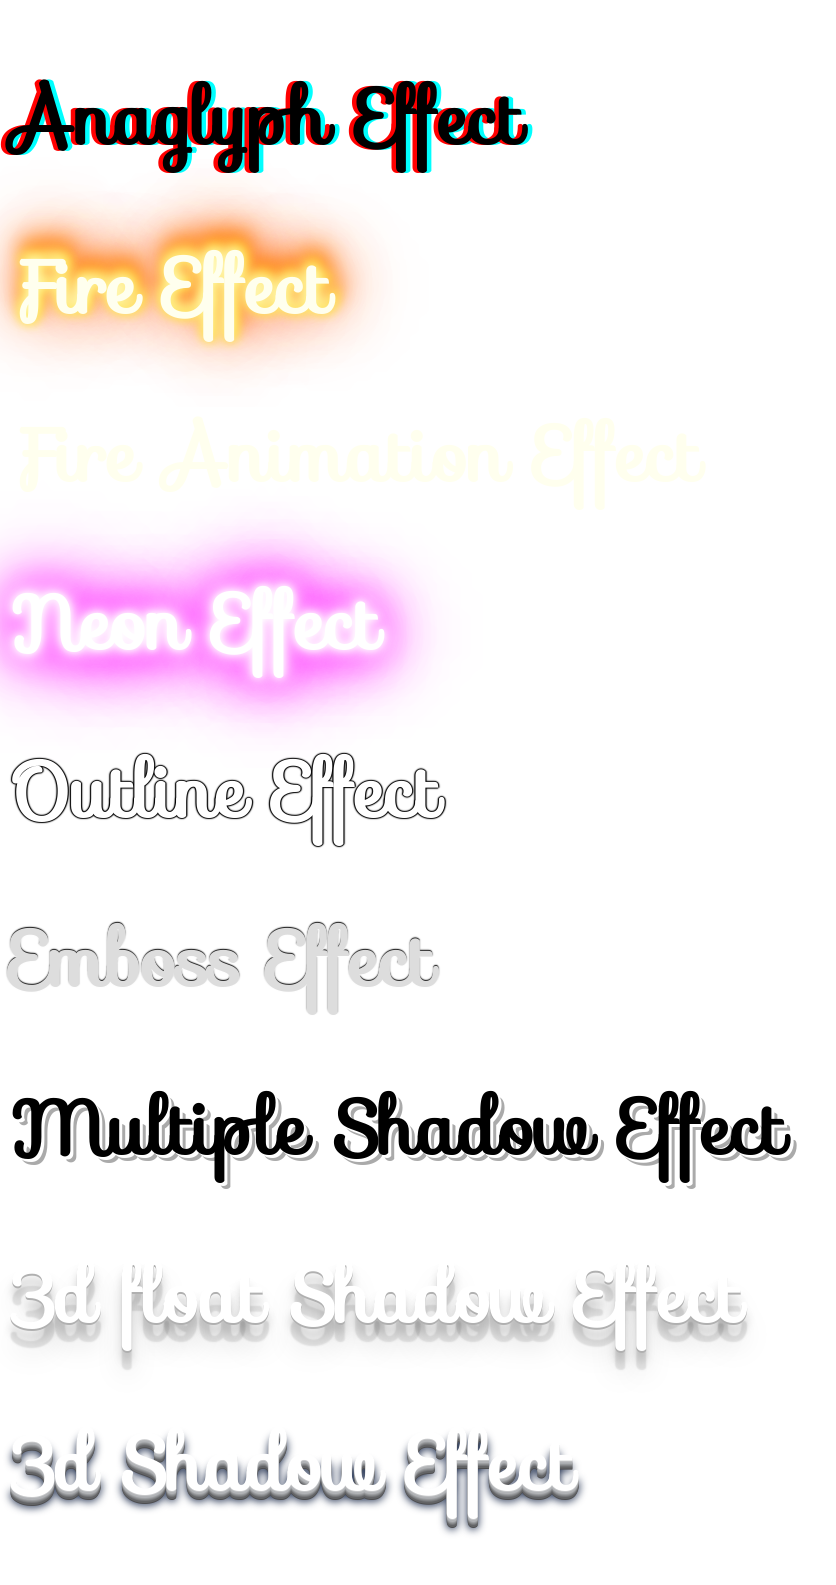 Anaglyph Effect
Fire Effect
Fire Animation Effect
Neon Effect
Outline Effect
Emboss Effect
Multiple Shadow Effect
3d float Shadow Effect
3d Shadow Effect